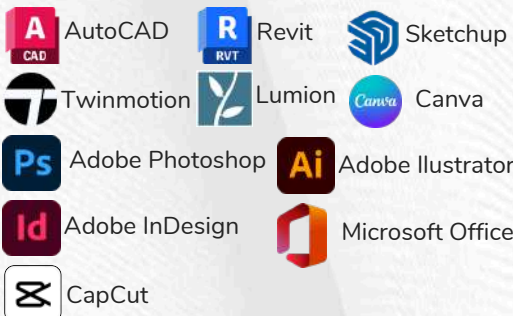 A CAD AutoCAD R RVT Revit Sketchup
Twinmotion Lumion Canva Canva
Ps Adobe Photoshop Ai Adobe Ilustrator
Id Adobe InDesign Microsoft Office
CapCut